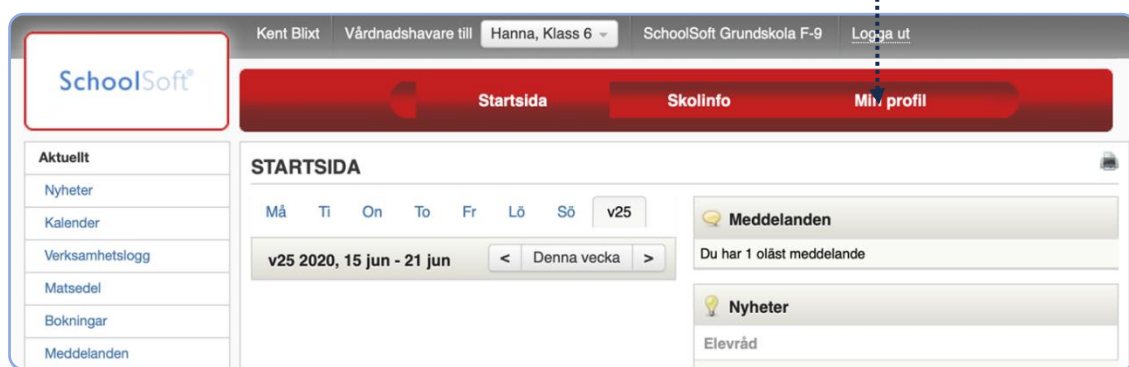 Kent Blixt Vårdnadshavare till Hanna, Klass 6 SchoolSoft Grundskola F-9 Logga ut
SchoolSoft®
Startsida Skolinfo Min profil
Aktuellt
Nyheter
Kalender
Verksamhetslogg
Matsedel
Bokningar
Meddelanden
STARTSIDA
Må Ti On To Fr Lö Sö v25
v25 2020, 15 jun - 21 jun < Denna vecka >
Meddelanden
Du har 1 oläst meddelande
Nyheter
Elevråd